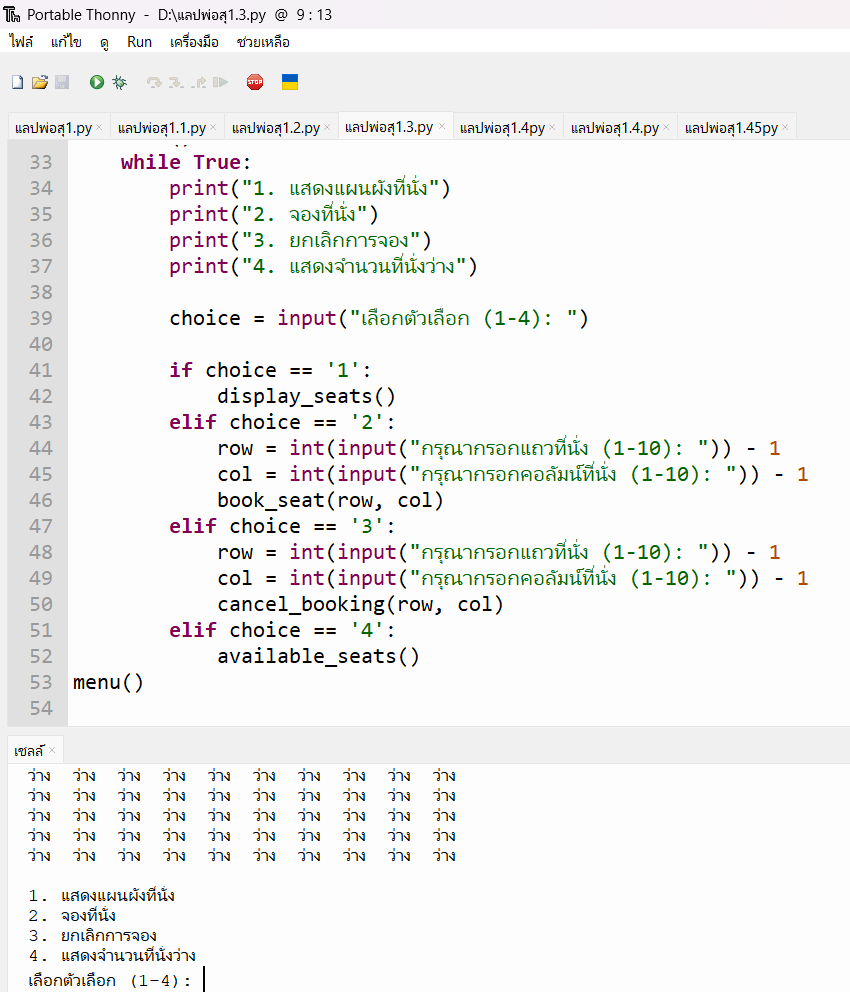 Portable Thonny - D:\แลปพ่อสุ1.3.py @ 9 : 13
ไฟล์ แก้ไข ดู Run เครื่องมือ ช่วยเหลือ
STOP
แลปพ่อสุ1.py × แลปพ่อสุ1.1.py × แลปพ่อสุ1.2.py × แลปพ่อสุ1.3.py × แลปพ่อสุ1.4py × แลปพ่อสุ1.4.py × แลปพ่อสุ1.45py ×
33 while True:
34 print("1. แสดงแผนผังที่นั่ง")
35 print("2. จองที่นั่ง")
36 print("3. ยกเลิกการจอง")
37 print("4. แสดงจำนวนที่นั่งว่าง")
38
39 choice = input("เลือกตัวเลือก (1-4): ")
40
41 if choice == '1':
42 display_seats()
43 elif choice == '2':
44 row = int(input("กรุณากรอกแถวที่นั่ง (1-10): ")) - 1
45 col = int(input("กรุณากรอกคอลัมน์ที่นั่ง (1-10): ")) - 1
46 book_seat(row, col)
47 elif choice == '3':
48 row = int(input("กรุณากรอกแถวที่นั่ง (1-10): ")) - 1
49 col = int(input("กรุณากรอกคอลัมน์ที่นั่ง (1-10): ")) - 1
50 cancel_booking(row, col)
51 elif choice == '4':
52 available_seats()
53 menu()
54
เชลล์ ×
ว่าง ว่าง ว่าง ว่าง ว่าง ว่าง ว่าง ว่าง ว่าง ว่าง
ว่าง ว่าง ว่าง ว่าง ว่าง ว่าง ว่าง ว่าง ว่าง ว่าง
ว่าง ว่าง ว่าง ว่าง ว่าง ว่าง ว่าง ว่าง ว่าง ว่าง
ว่าง ว่าง ว่าง ว่าง ว่าง ว่าง ว่าง ว่าง ว่าง ว่าง
ว่าง ว่าง ว่าง ว่าง ว่าง ว่าง ว่าง ว่าง ว่าง ว่าง
1. แสดงแผนผังที่นั่ง
2. จองที่นั่ง
3. ยกเลิกการจอง
4. แสดงจำนวนที่นั่งว่าง
เลือกตัวเลือก (1-4):